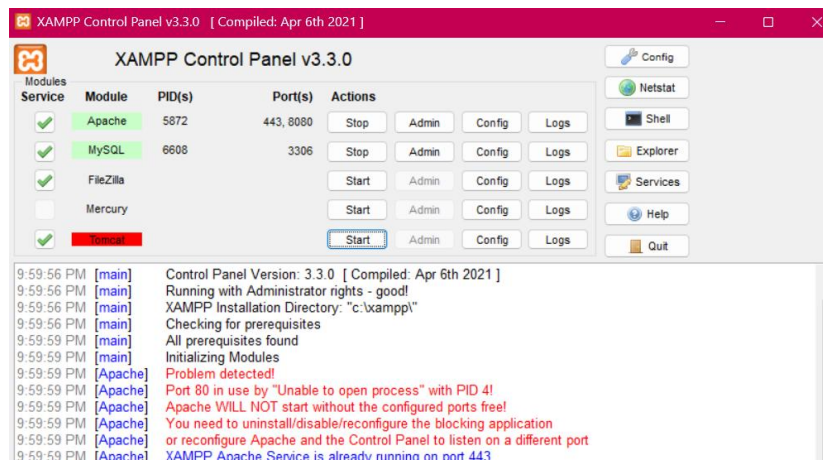 XAMPP Control Panel v3.3.0 [ Compiled: Apr 6th 2021 ]
XAMPP Control Panel v3.3.0
Config
Modules
Service Module PID(s) Port(s) Actions
Netstat
Apache 5872 443, 8080 Stop Admin Config Logs
Shell
MySQL 6608 3306 Stop Admin Config Logs
Explorer
FileZilla Start Admin Config Logs
Services
Mercury Start Admin Config Logs
Help
Tomcat Start Admin Config Logs
Quit
9:59:56 PM [main] Control Panel Version: 3.3.0 [ Compiled: Apr 6th 2021 ]
9:59:56 PM [main] Running with Administrator rights - good!
9:59:56 PM [main] XAMPP Installation Directory: "c:\xampp\"
9:59:56 PM [main] Checking for prerequisites
9:59:59 PM [main] All prerequisites found
9:59:59 PM [main] Initializing Modules
9:59:59 PM [Apache] Problem detected!
9:59:59 PM [Apache] Port 80 in use by "Unable to open process" with PID 4!
9:59:59 PM [Apache] Apache WILL NOT start without the configured ports free!
9:59:59 PM [Apache] You need to uninstall/disable/reconfigure the blocking application
9:59:59 PM [Apache] or reconfigure Apache and the Control Panel to listen on a different port
9:59:59 PM [Apache] XAMPP Apache Service is already running on port 443